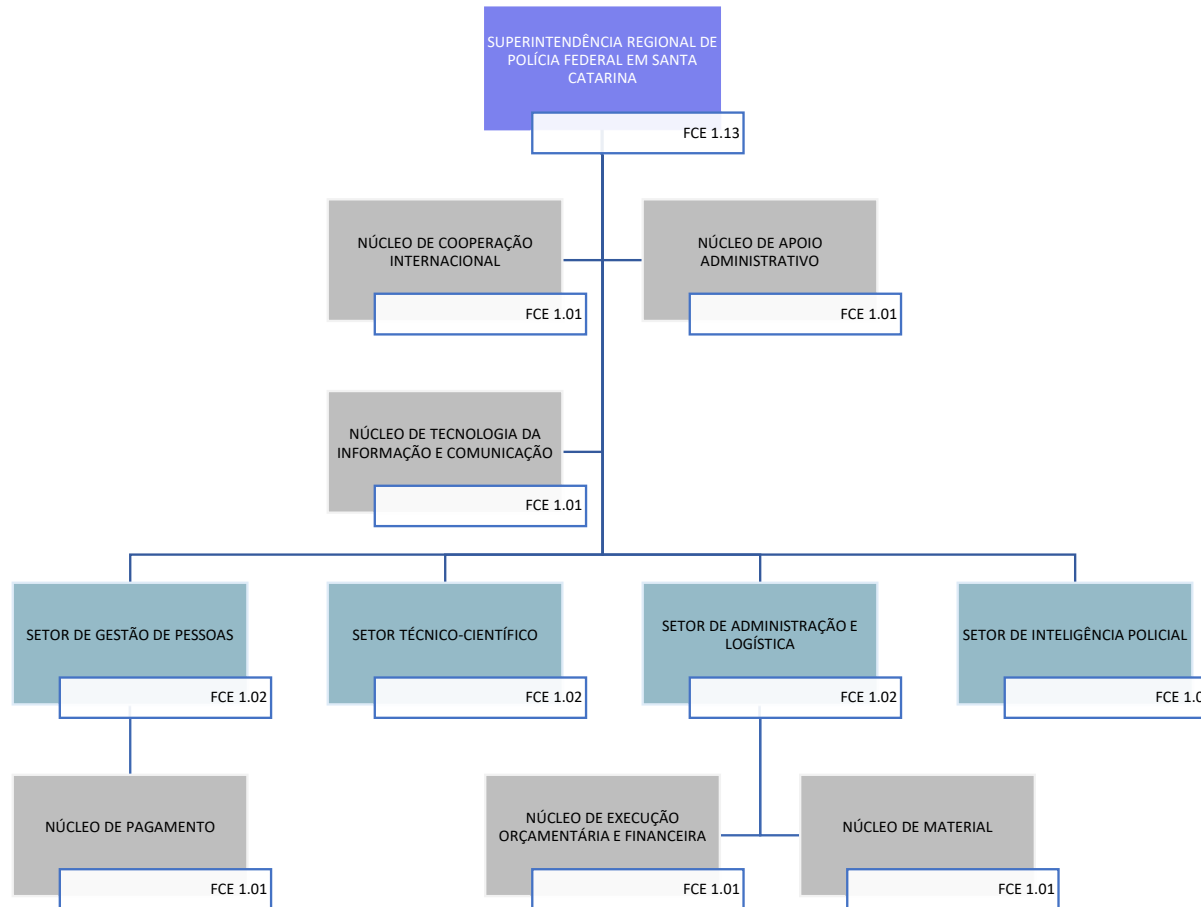 SUPERINTENDÊNCIA REGIONAL DE
POLÍCIA FEDERAL EM SANTA
CATARINA
FCE 1.13
NÚCLEO DE COOPERAÇÃO
INTERNACIONAL
FCE 1.01
NÚCLEO DE APOIO
ADMINISTRATIVO
FCE 1.01
NÚCLEO DE TECNOLOGIA DA
INFORMAÇÃO E COMUNICAÇÃO
FCE 1.01
SETOR DE GESTÃO DE PESSOAS
FCE 1.02
SETOR TÉCNICO-CIENTÍFICO
FCE 1.02
SETOR DE ADMINISTRAÇÃO E
LOGÍSTICA
FCE 1.02
SETOR DE INTELIGÊNCIA POLICIAL
FCE
NÚCLEO DE PAGAMENTO
FCE 1.01
NÚCLEO DE EXECUÇÃO
ORÇAMENTÁRIA E FINANCEIRA
FCE 1.01
NÚCLEO DE MATERIAL
FCE 1.01